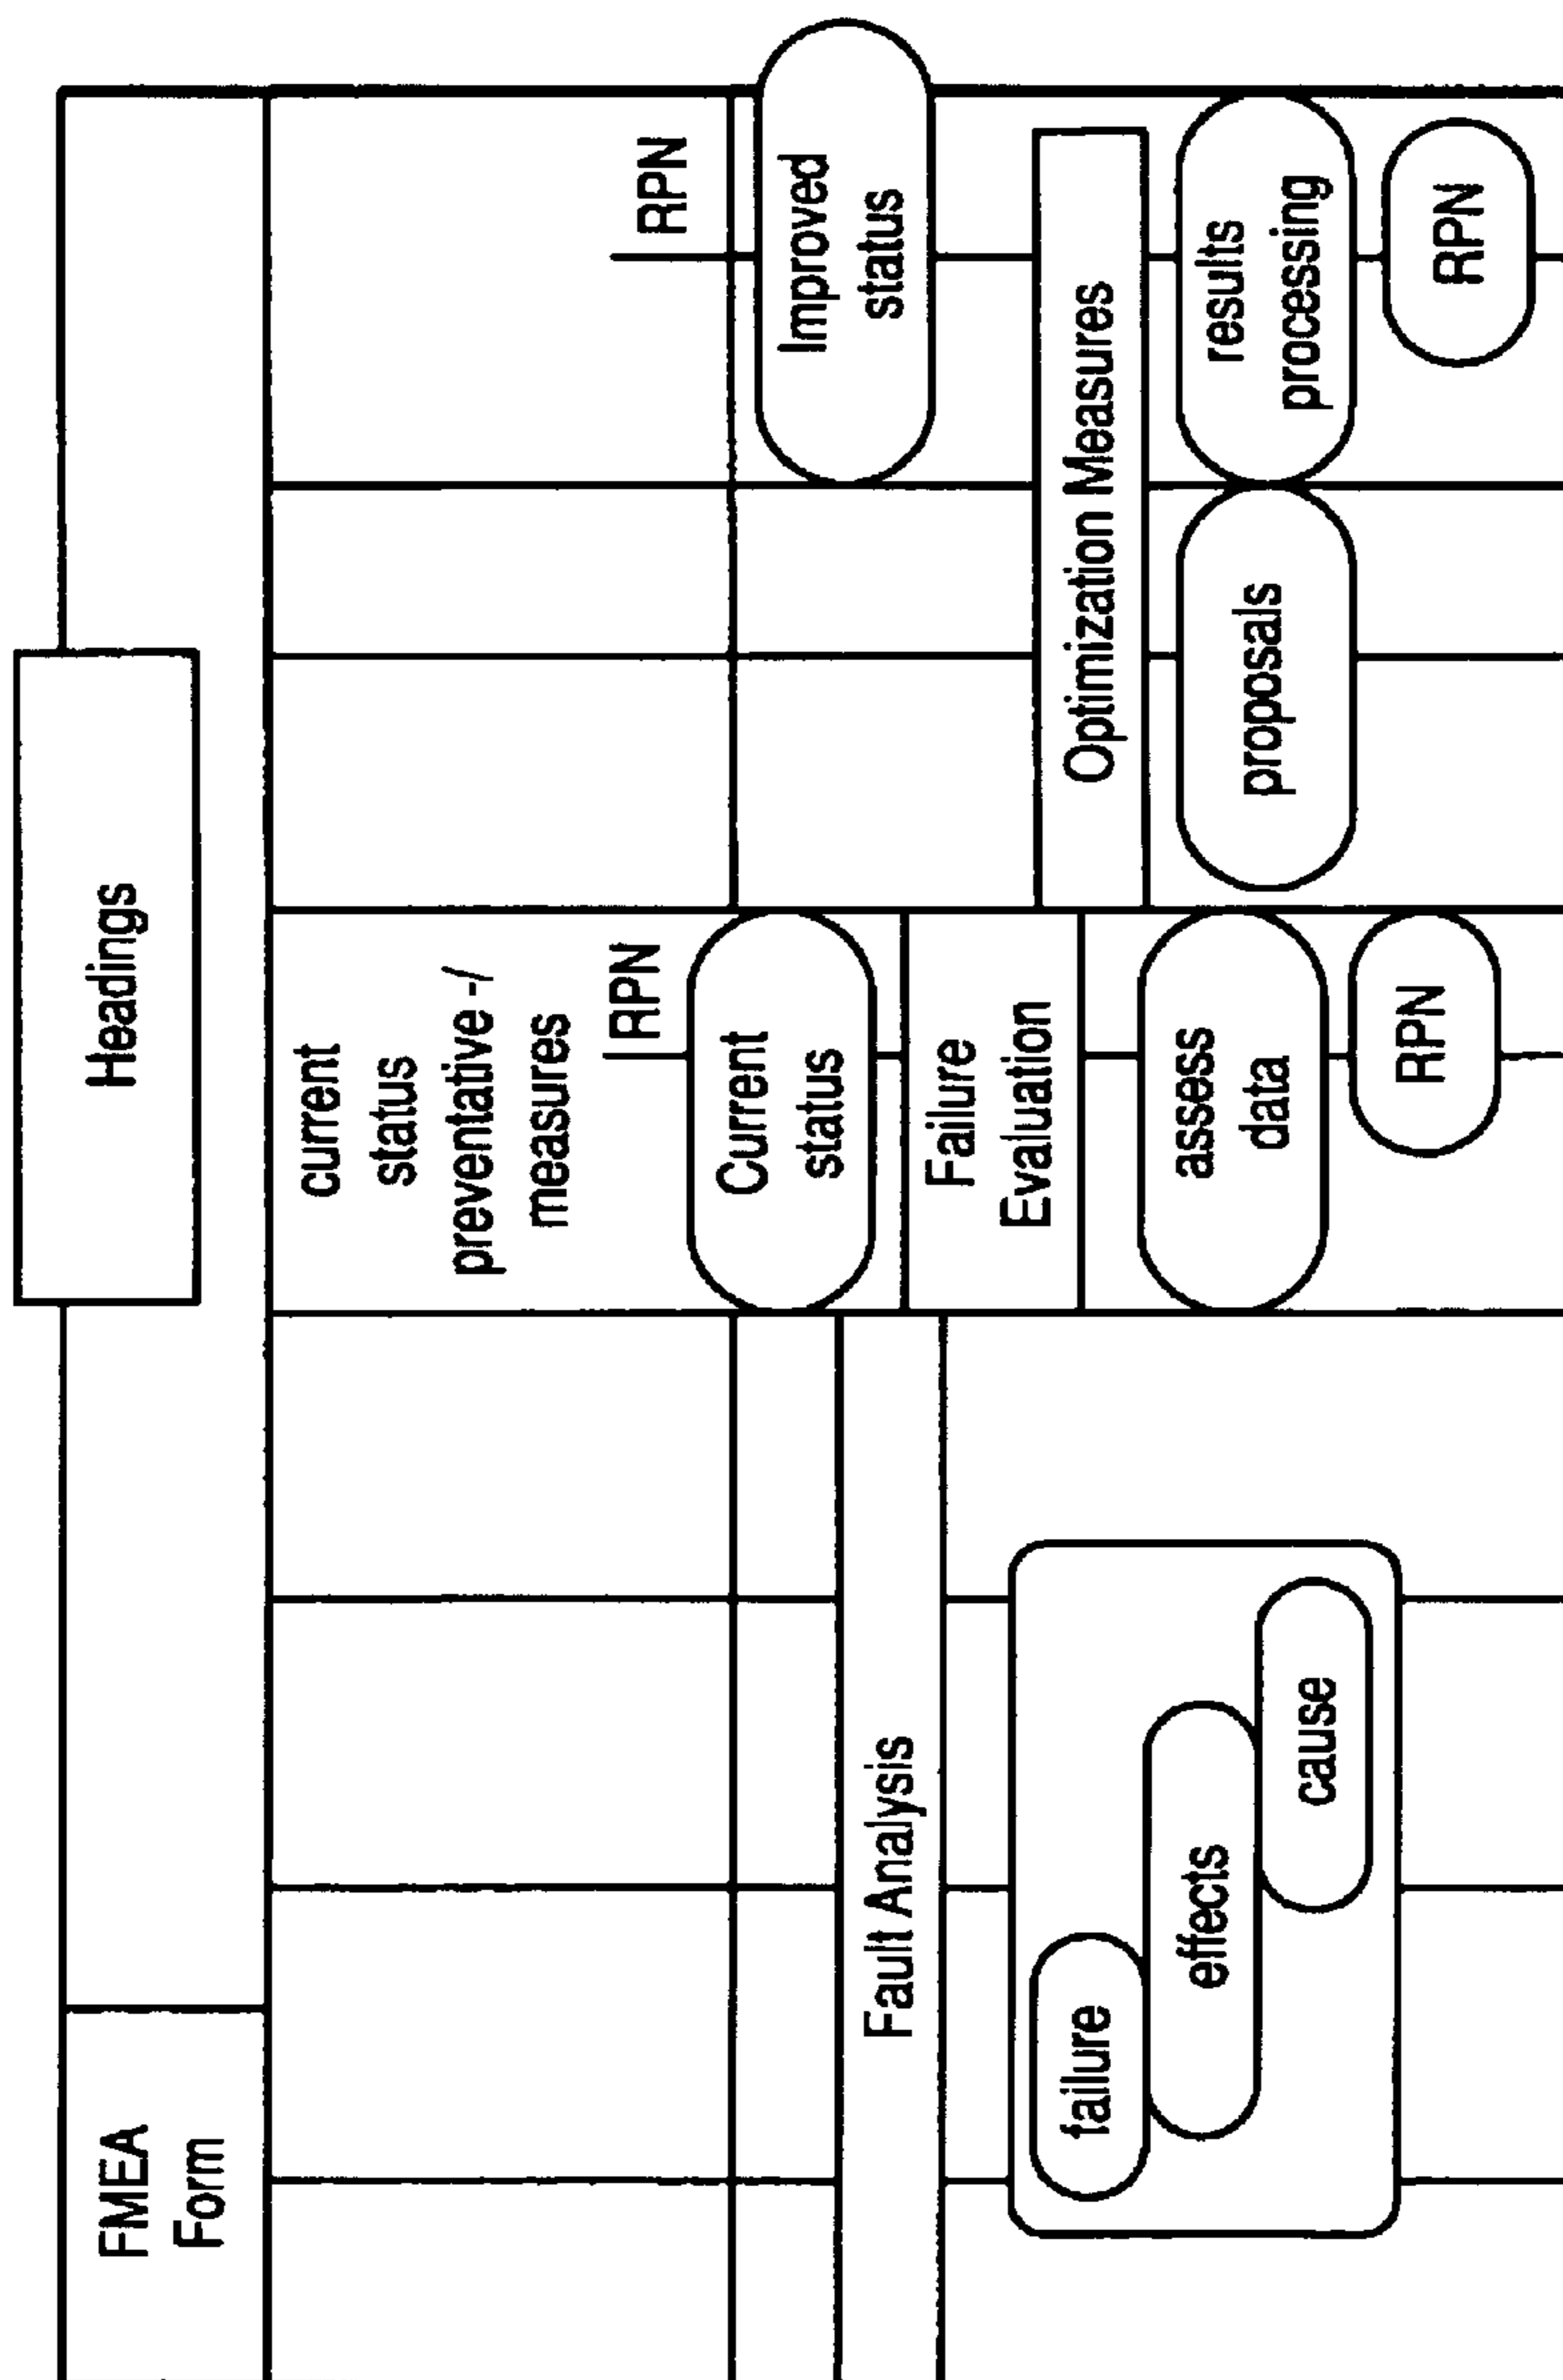 Headings
FMEA
Form
current
status
preventative -/
measures
RPN
RPN
Current
status
Improved
status
Fault Analysis
Failure
Evaluation
Optimization Measures
failure
effects
cause
assess
data
RPN
proposals
results
processing
RPN